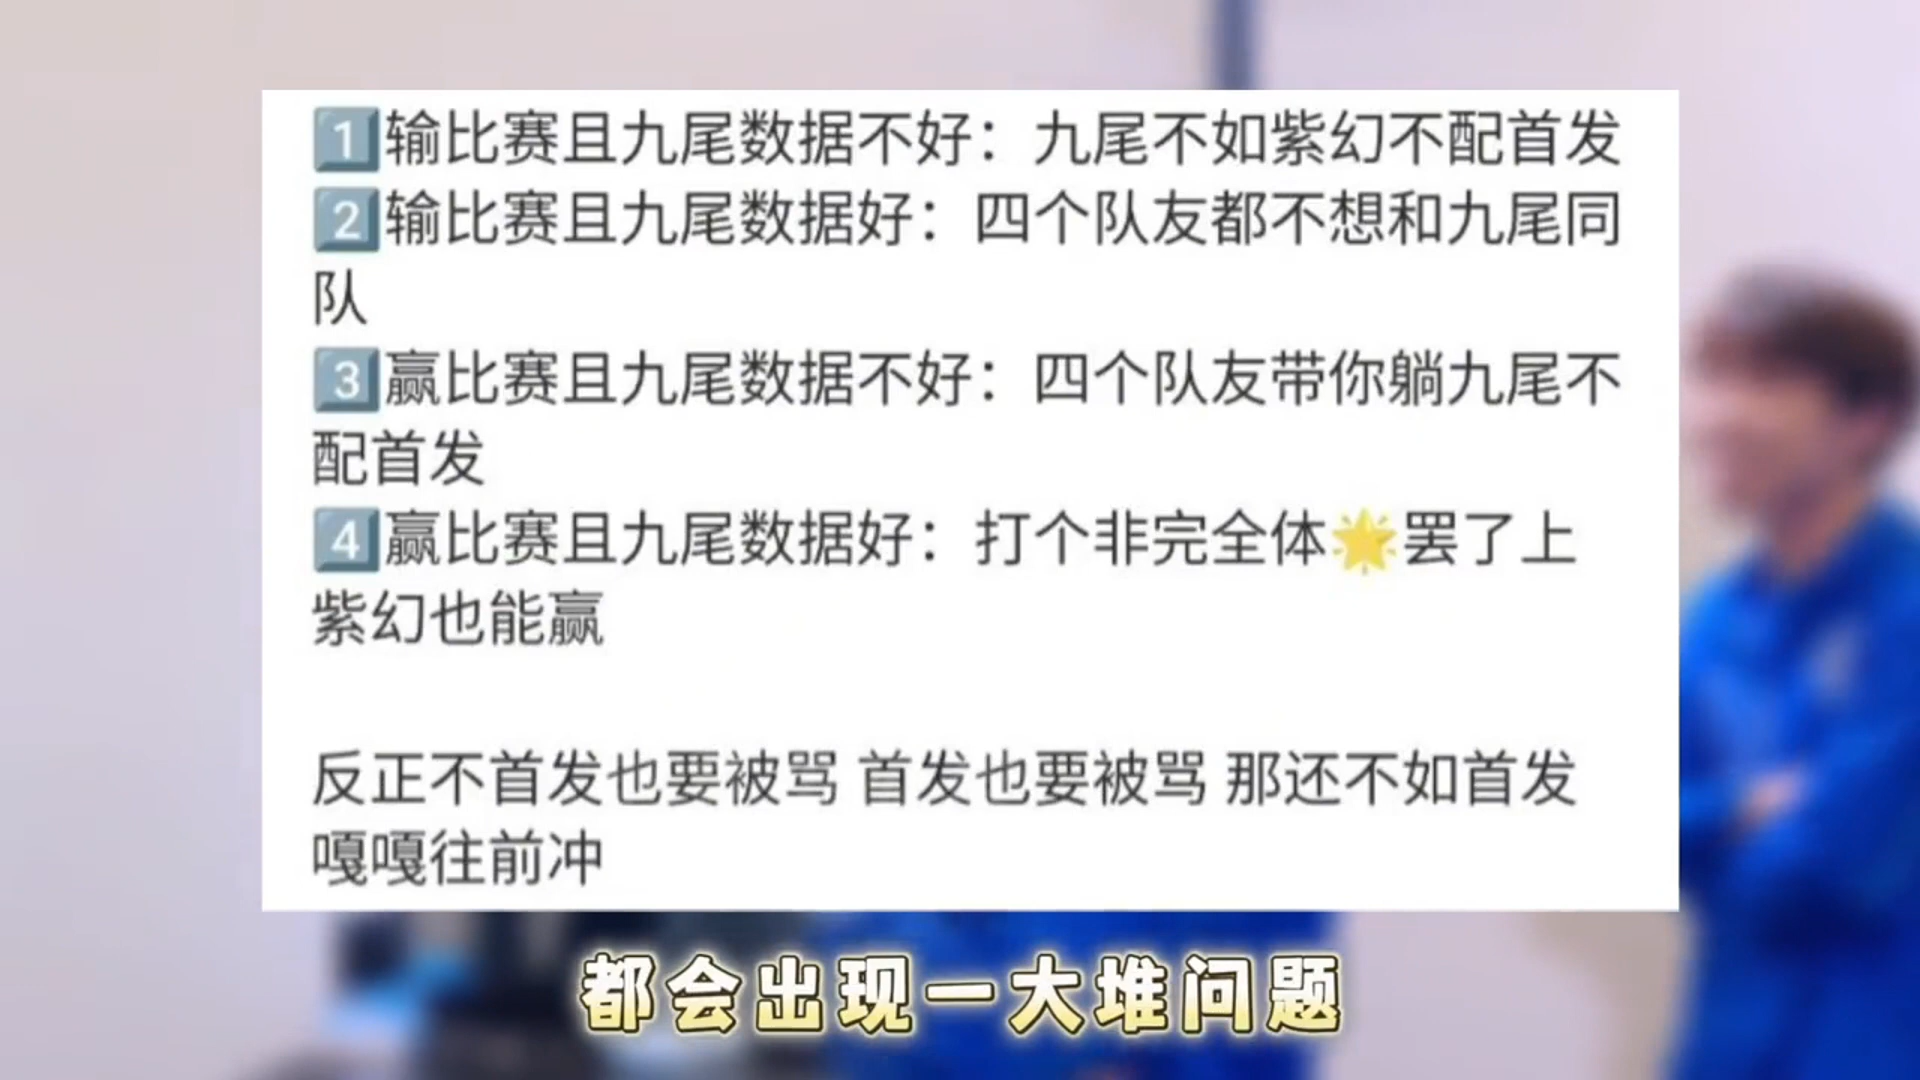 1️⃣输比赛且九尾数据不好：九尾不如紫幻不配首发
2️⃣输比赛且九尾数据好：四个队友都不想和九尾同
队
3️⃣赢比赛且九尾数据不好：四个队友带你躺九尾不
配首发
4️⃣赢比赛且九尾数据好：打个非完全体🌟罢了上
紫幻也能赢
反正不首发也要被骂 首发也要被骂 那还不如首发
嘎嘎往前冲
都会出现一大堆问题